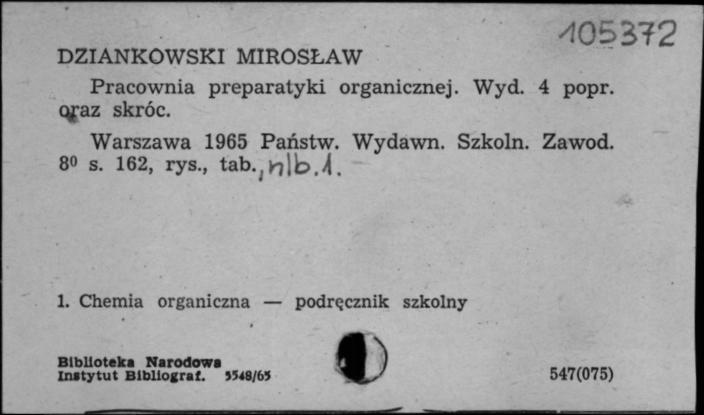 105372
DZIANKOWSKI MIROSŁAW
Pracownia preparatyki organicznej. Wyd. 4 popr.
oraz skróc.
Warszawa 1965 Państw. Wydawn. Szkoln. Zawod.
8⁰ s. 162, rys., tab., nlb. 1.
1. Chemia organiczna — podręcznik szkolny
Biblioteka Narodowa
Instytut Bibliograf. 5548/65
547(075)